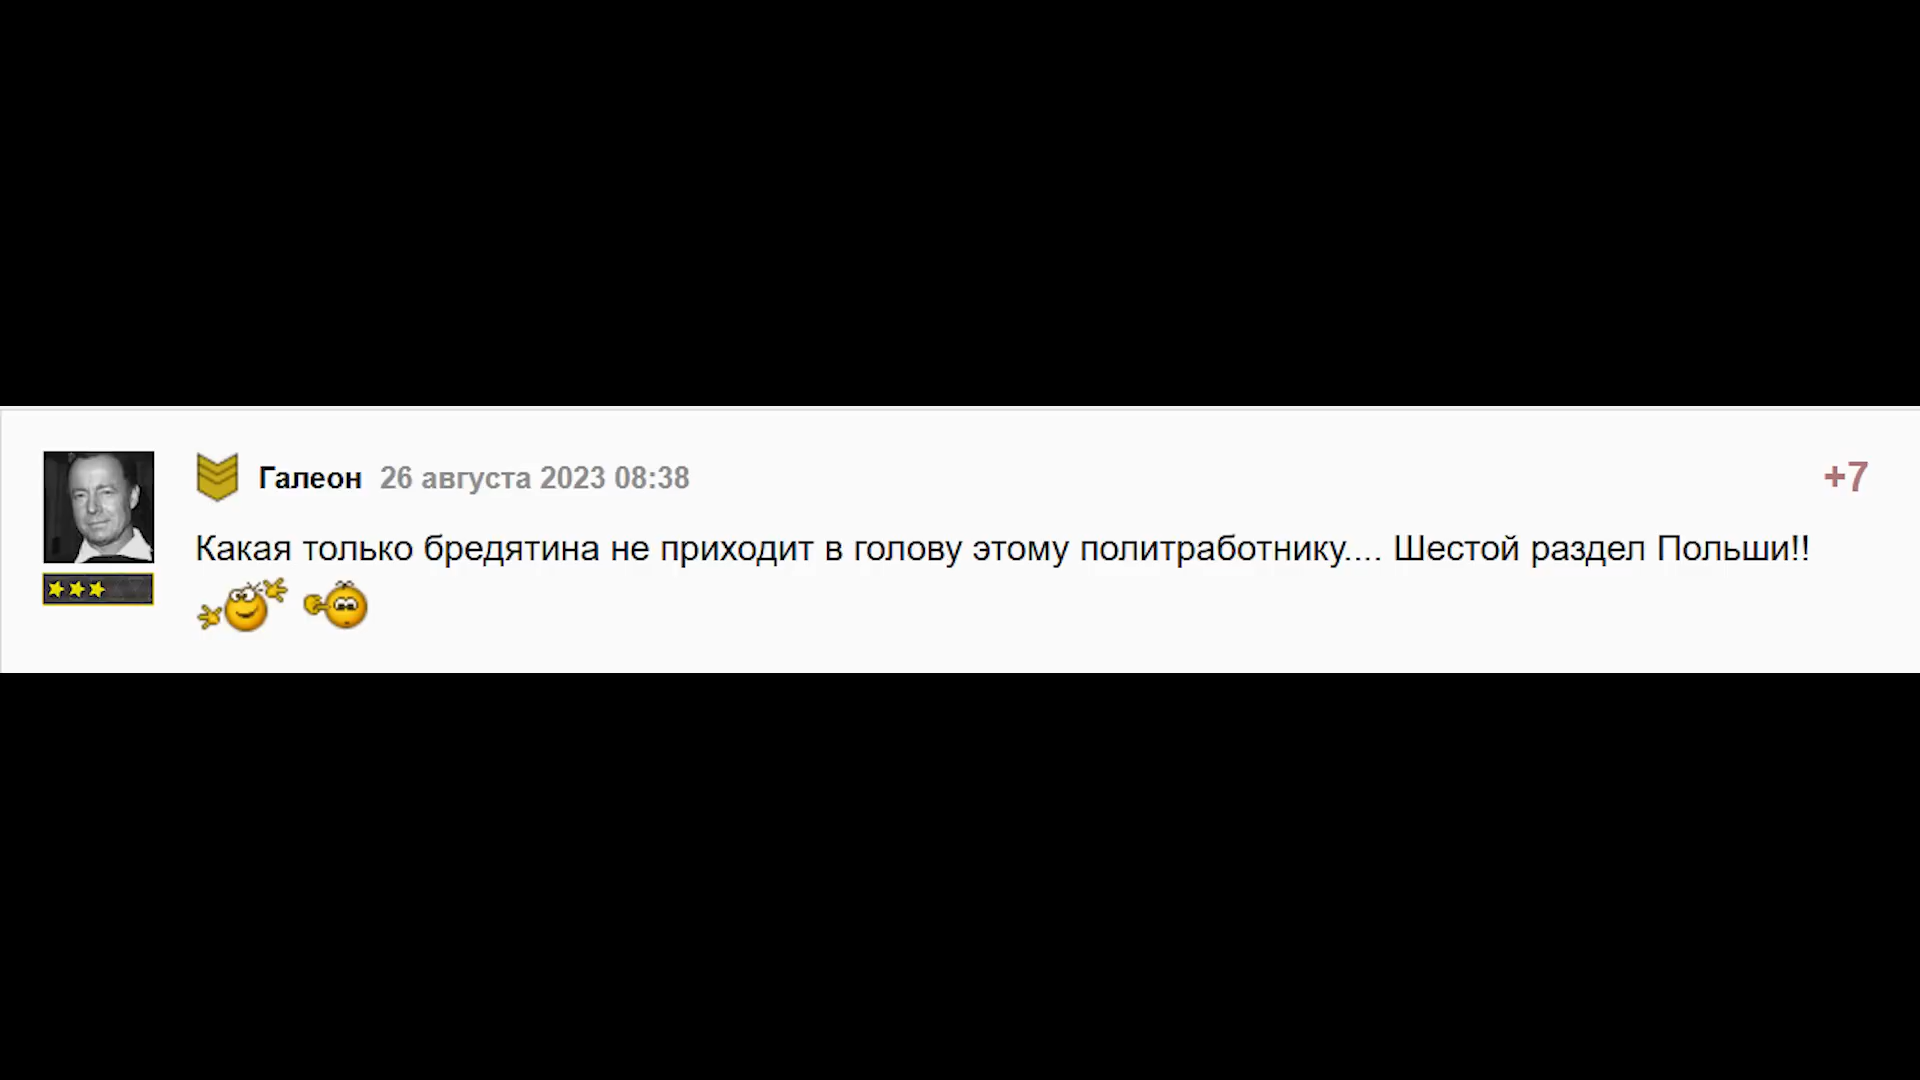 Галеон 26 августа 2023 08:38 +7
Какая только бредятина не приходит в голову этому политработнику.... Шестой раздел Польши!!